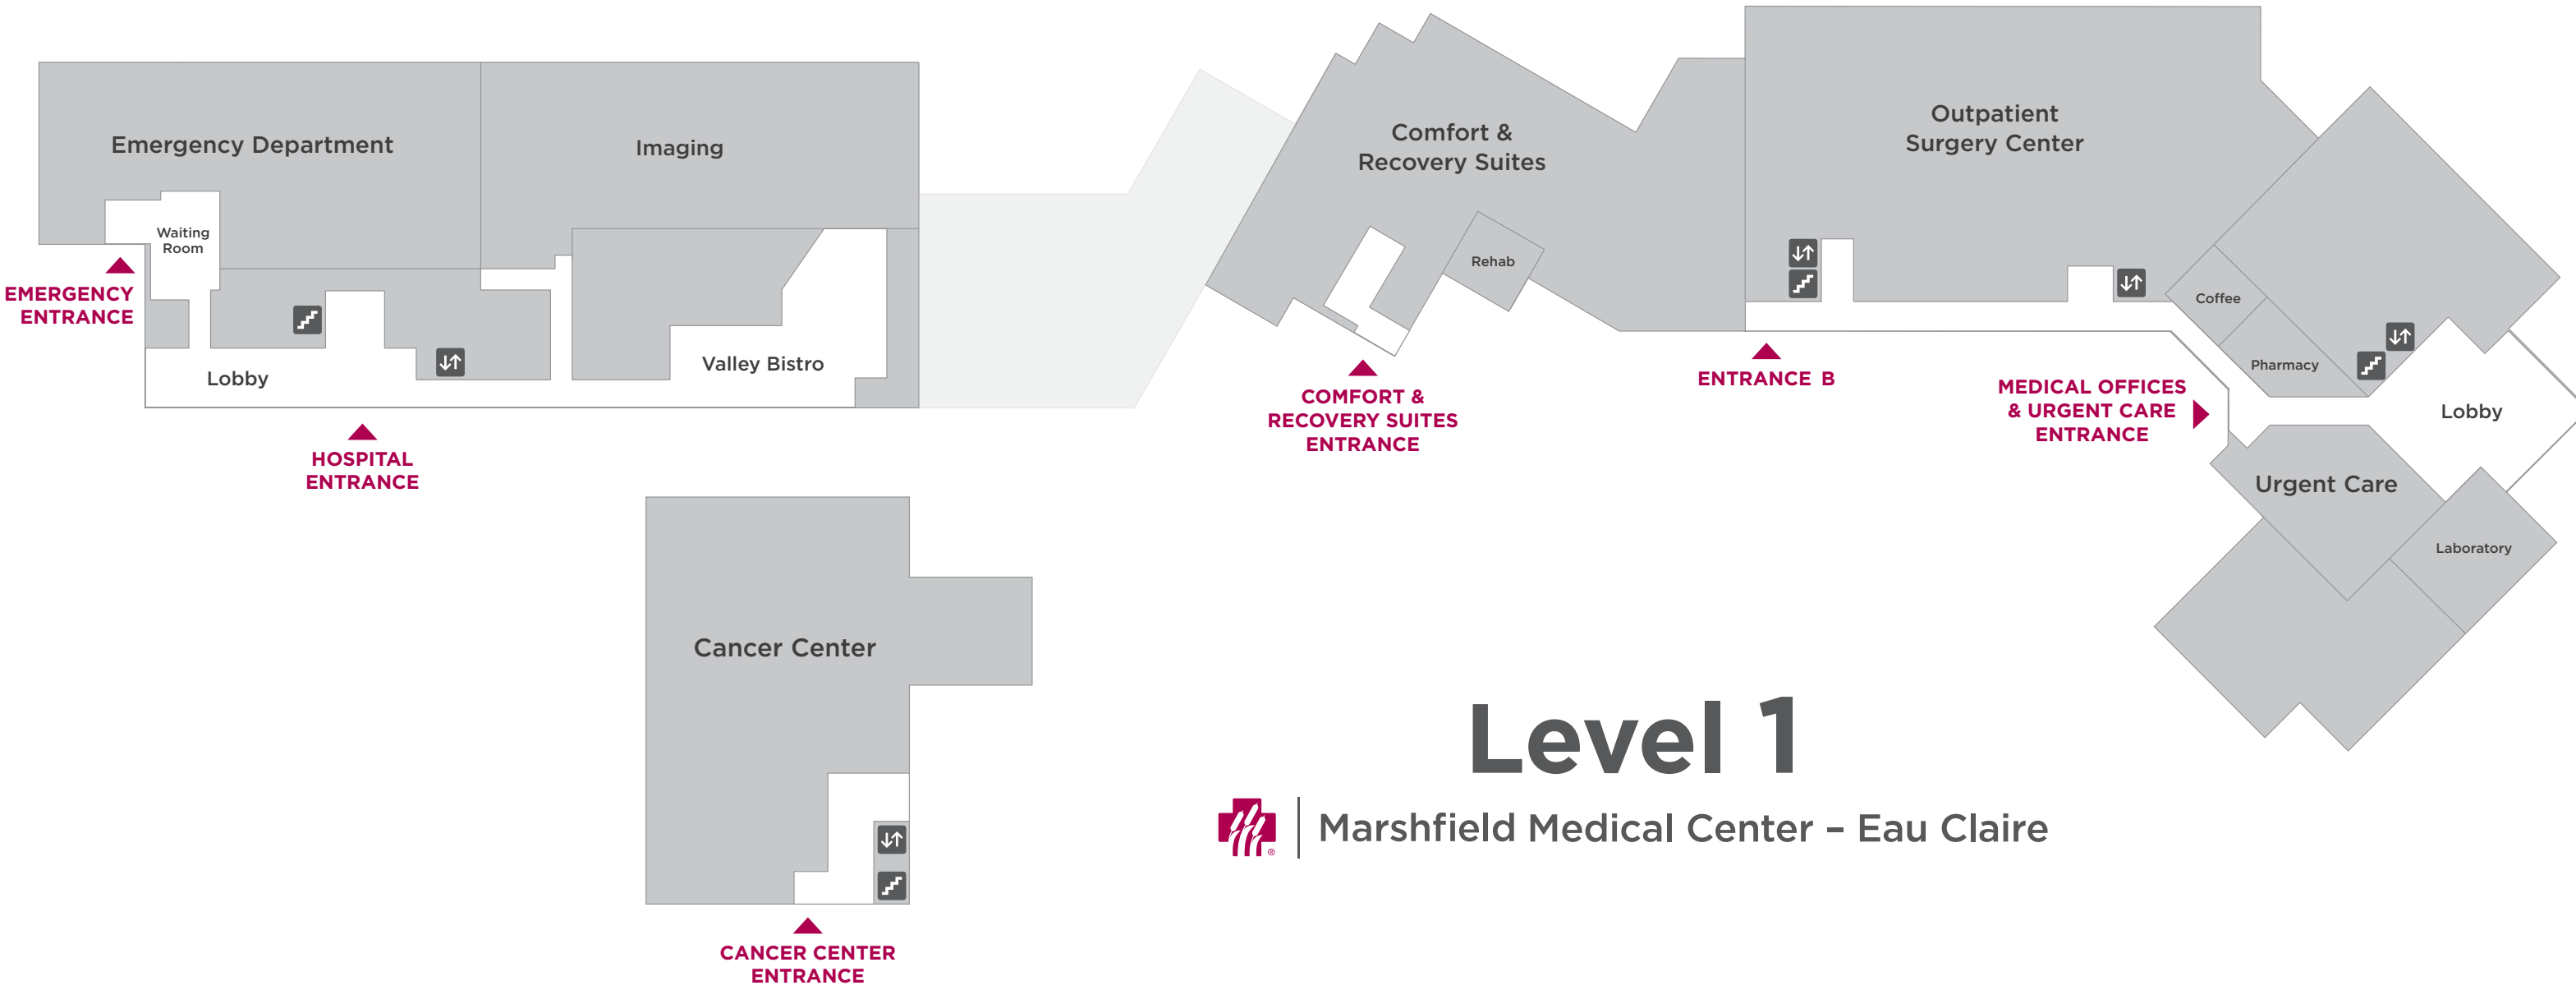 Emergency Department
Imaging
Waiting
Room
EMERGENCY
ENTRANCE
Lobby
Valley Bistro
HOSPITAL
ENTRANCE
Comfort &
Recovery Suites
Rehab
COMFORT &
RECOVERY SUITES
ENTRANCE
Outpatient
Surgery Center
ENTRANCE B
Coffee
Pharmacy
MEDICAL OFFICES
& URGENT CARE
ENTRANCE
Lobby
Urgent Care
Laboratory
Cancer Center
CANCER CENTER
ENTRANCE
Level 1
®
Marshfield Medical Center – Eau Claire